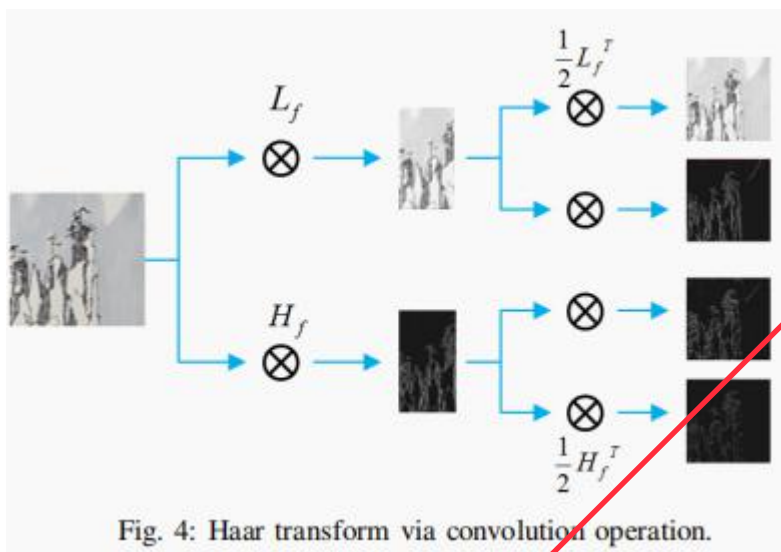 L_f
1/2 L_f^T
H_f
1/2 H_f^T
Fig. 4: Haar transform via convolution operation.